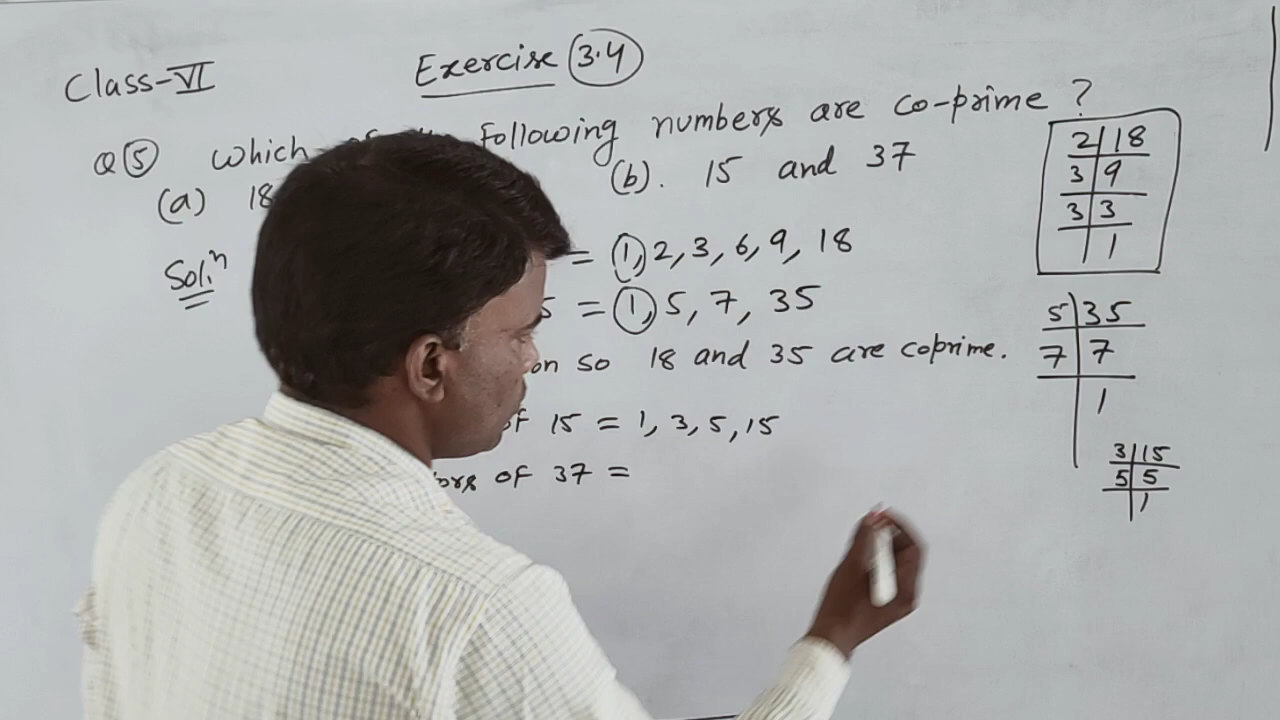 Class-VI
Exercise 3.4
Q 5 Which following numbers are co-prime ?
(a) 18
(b). 15 and 37
Solⁿ
= 1, 2, 3, 6, 9, 18
= 1, 5, 7, 35
so 18 and 35 are coprime.
of 15 = 1, 3, 5, 15
of 37 =
2 | 18
3 | 9
3 | 3
| 1
5 | 35
7 | 7
| 1
3 | 15
5 | 5
| 1